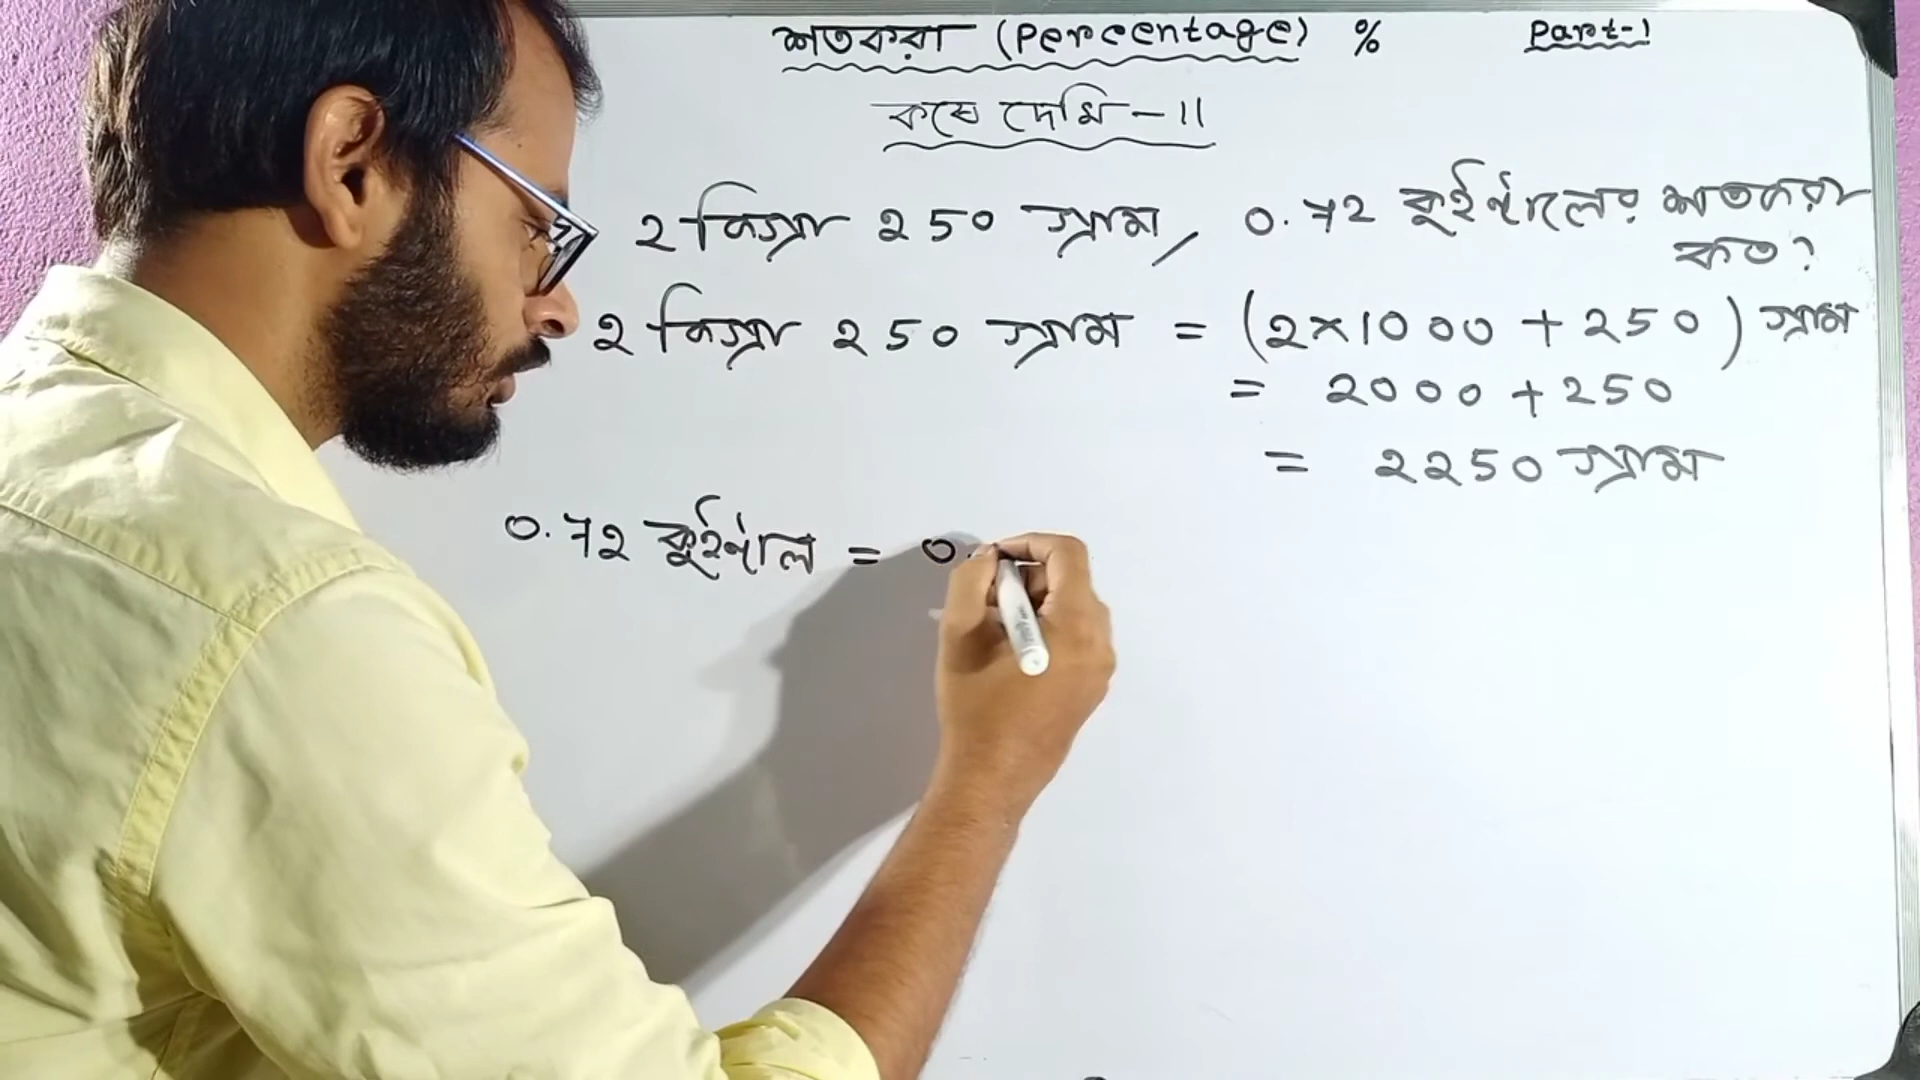 শতকরা (Percentage) % Part-1
কষে দেখি - 11
2 কিগ্রা 250 গ্রাম, 0.72 কুইন্টালের শতকরা
কত?
2 কিগ্রা 250 গ্রাম = (2×1000 + 250) গ্রাম
= 2000 + 250
= 2250 গ্রাম
0.72 কুইন্টাল = 0.